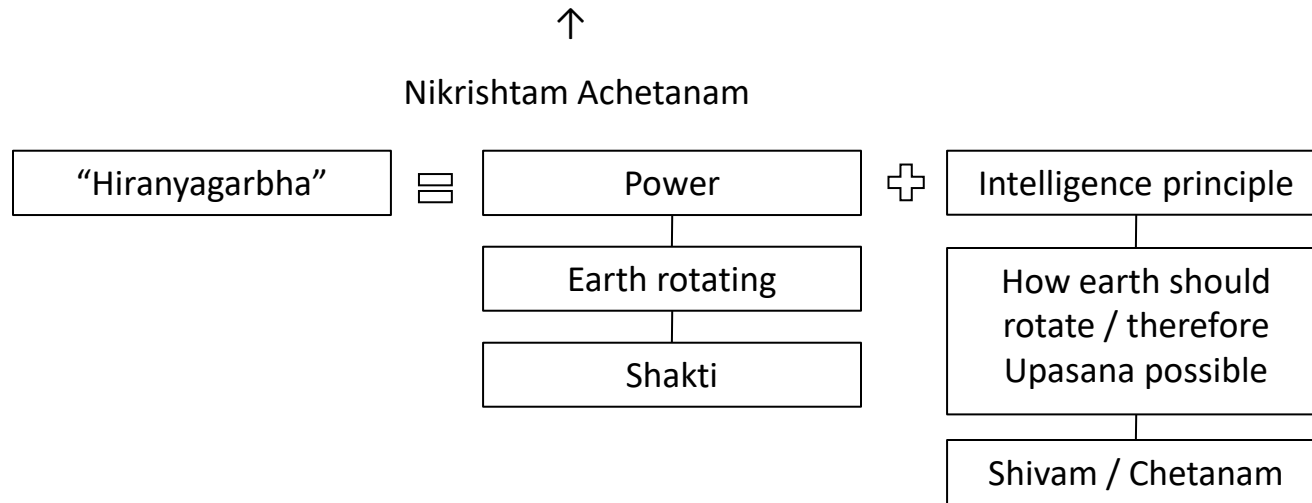 ↑
Nikrishtam Achetanam
“Hiranyagarbha” = Power + Intelligence principle
Earth rotating
How earth should
rotate / therefore
Upasana possible
Shakti
Shivam / Chetanam